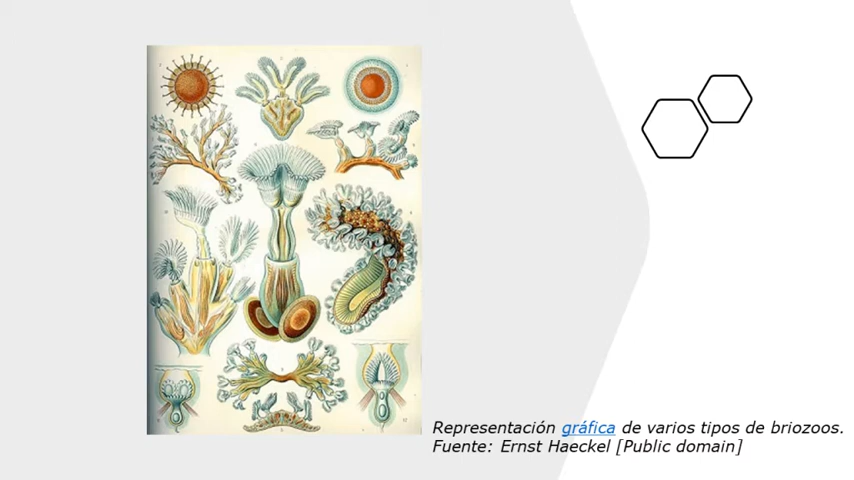 Representación gráfica de varios tipos de briozoos.
Fuente: Ernst Haeckel [Public domain]